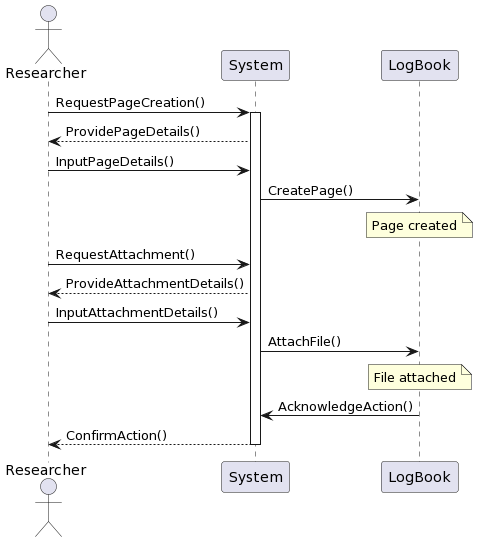 Researcher
System
LogBook
RequestPageCreation()
ProvidePageDetails()
InputPageDetails()
CreatePage()
Page created
RequestAttachment()
ProvideAttachmentDetails()
InputAttachmentDetails()
AttachFile()
File attached
AcknowledgeAction()
ConfirmAction()
Researcher
System
LogBook